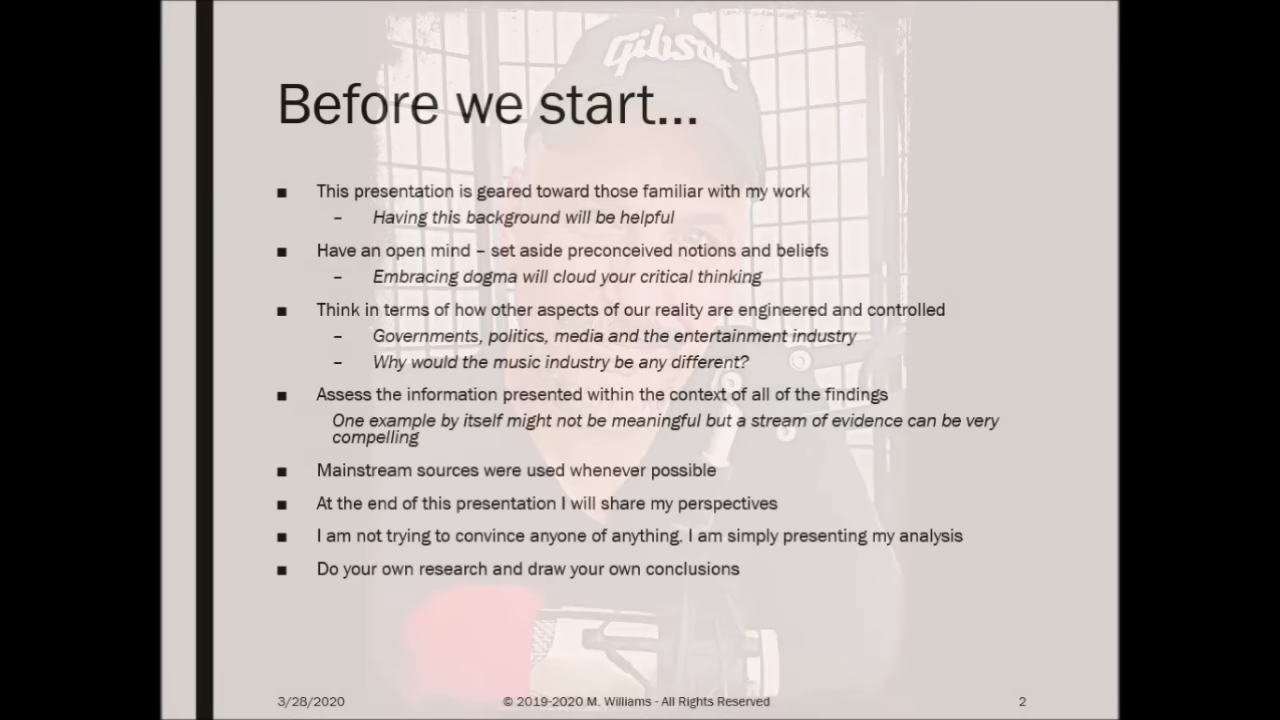 Gibson
Before we start...
■ This presentation is geared toward those familiar with my work
– Having this background will be helpful
■ Have an open mind – set aside preconceived notions and beliefs
– Embracing dogma will cloud your critical thinking
■ Think in terms of how other aspects of our reality are engineered and controlled
– Governments, politics, media and the entertainment industry
– Why would the music industry be any different?
■ Assess the information presented within the context of all of the findings
One example by itself might not be meaningful but a stream of evidence can be very
compelling
■ Mainstream sources were used whenever possible
■ At the end of this presentation I will share my perspectives
■ I am not trying to convince anyone of anything. I am simply presenting my analysis
■ Do your own research and draw your own conclusions
3/28/2020 © 2019-2020 M. Williams - All Rights Reserved 2